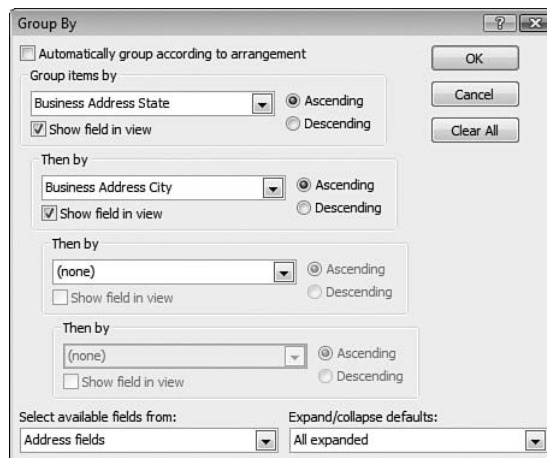 Group By
Automatically group according to arrangement
OK
Group items by
Business Address State
Ascending
Cancel
Show field in view
Descending
Clear All
Then by
Business Address City
Ascending
Show field in view
Descending
Then by
(none)
Ascending
Show field in view
Descending
Then by
(none)
Ascending
Show field in view
Descending
Select available fields from:
Expand/collapse defaults:
Address fields
All expanded